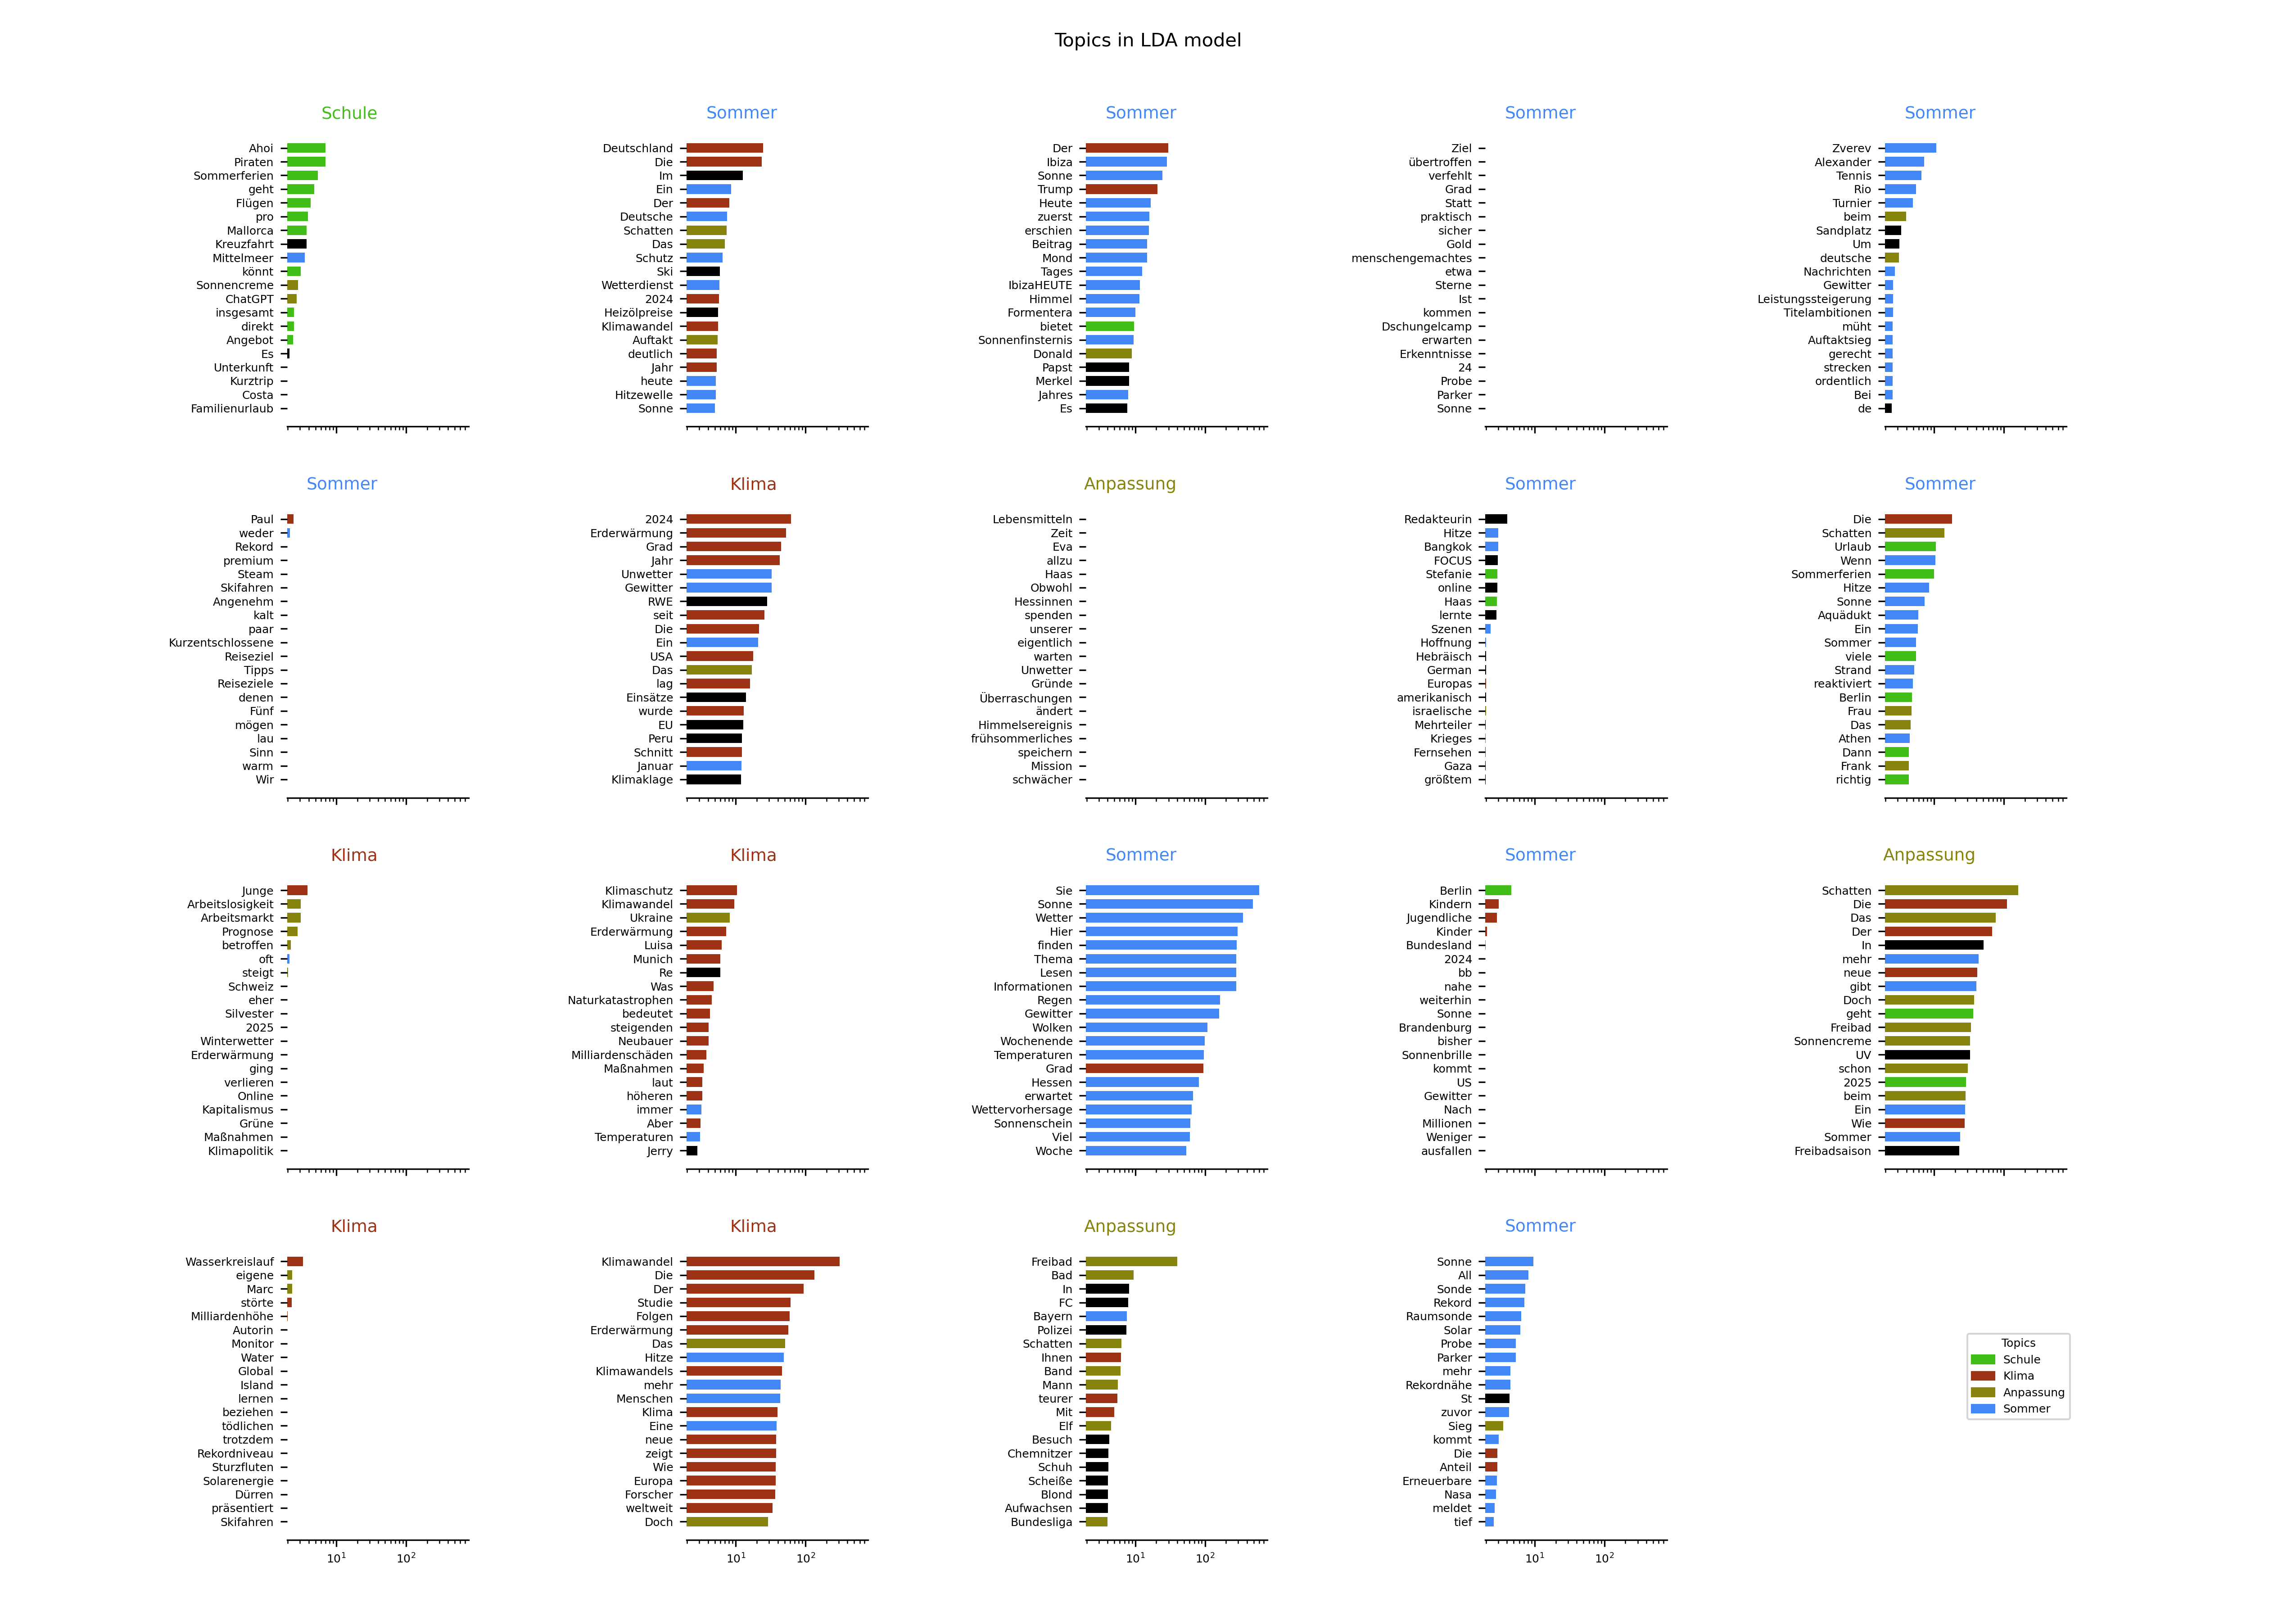 Topics in LDA model
Schule
Ahoi
Piraten
Sommerferien
geht
Flügen
pro
Mallorca
Kreuzfahrt
Mittelmeer
könnt
Sonnencreme
ChatGPT
insgesamt
direkt
Angebot
Es
Unterkunft
Kurztrip
Costa
Familienurlaub
Sommer
Deutschland
Die
Im
Ein
Der
Deutsche
Schatten
Das
Schutz
Ski
Wetterdienst
2024
Heizölpreise
Klimawandel
Auftakt
deutlich
Jahr
heute
Hitzewelle
Sonne
Sommer
Der
Ibiza
Sonne
Trump
Heute
zuerst
erschien
Beitrag
Mond
Tages
IbizaHEUTE
Himmel
Formentera
bietet
Sonnenfinsternis
Donald
Papst
Merkel
Jahres
Es
Sommer
Ziel
übertroffen
verfehlt
Grad
Statt
praktisch
sicher
Gold
menschengemachtes
etwa
Sterne
Ist
kommen
Dschungelcamp
erwarten
Erkenntnisse
24
Probe
Parker
Sonne
Sommer
Zverev
Alexander
Tennis
Rio
Turnier
beim
Sandplatz
Um
deutsche
Nachrichten
Gewitter
Leistungssteigerung
Titelambitionen
müht
Auftaktsieg
gerecht
strecken
ordentlich
Bei
de
Sommer
Paul
weder
Rekord
premium
Steam
Skifahren
Angenehm
kalt
paar
Kurzentschlossene
Reiseziel
Tipps
Reiseziele
denen
Fünf
mögen
lau
Sinn
warm
Wir
Klima
2024
Erderwärmung
Grad
Jahr
Unwetter
Gewitter
RWE
seit
Die
Ein
USA
Das
lag
Einsätze
wurde
EU
Peru
Schnitt
Januar
Klimaklage
Anpassung
Lebensmitteln
Zeit
Eva
allzu
Haas
Obwohl
Hessinnen
spenden
unserer
eigentlich
warten
Unwetter
Gründe
Überraschungen
ändert
Himmelsereignis
frühsommerliches
speichern
Mission
schwächer
Sommer
Redakteurin
Hitze
Bangkok
FOCUS
Stefanie
online
Haas
lernte
Szenen
Hoffnung
Hebräisch
German
Europas
amerikanisch
israelische
Mehrteiler
Krieges
Fernsehen
Gaza
größtem
Sommer
Die
Schatten
Urlaub
Wenn
Sommerferien
Hitze
Sonne
Aquädukt
Ein
Sommer
viele
Strand
reaktiviert
Berlin
Frau
Das
Athen
Dann
Frank
richtig
Klima
Junge
Arbeitslosigkeit
Arbeitsmarkt
Prognose
betroffen
oft
steigt
Schweiz
eher
Silvester
2025
Winterwetter
Erderwärmung
ging
verlieren
Online
Kapitalismus
Grüne
Maßnahmen
Klimapolitik
Klima
Klimaschutz
Klimawandel
Ukraine
Erderwärmung
Luisa
Munich
Re
Was
Naturkatastrophen
bedeutet
steigenden
Neubauer
Milliardenschäden
Maßnahmen
laut
höheren
immer
Aber
Temperaturen
Jerry
Sommer
Sie
Sonne
Wetter
Hier
finden
Thema
Lesen
Informationen
Regen
Gewitter
Wolken
Wochenende
Temperaturen
Grad
Hessen
erwartet
Wettervorhersage
Sonnenschein
Viel
Woche
Sommer
Berlin
Kindern
Jugendliche
Kinder
Bundesland
2024
bb
nahe
weiterhin
Sonne
Brandenburg
bisher
Sonnenbrille
kommt
US
Gewitter
Nach
Millionen
Weniger
ausfallen
Anpassung
Schatten
Die
Das
Der
In
mehr
neue
gibt
Doch
geht
Freibad
Sonnencreme
UV
schon
2025
beim
Ein
Wie
Sommer
Freibadsaison
Klima
Wasserkreislauf
eigene
Marc
störte
Milliardenhöhe
Autorin
Monitor
Water
Global
Island
lernen
beziehen
tödlichen
trotzdem
Rekordniveau
Sturzfluten
Solarenergie
Dürren
präsentiert
Skifahren
10¹ 10²
Klima
Klimawandel
Die
Der
Studie
Folgen
Erderwärmung
Das
Hitze
Klimawandels
mehr
Menschen
Klima
Eine
neue
zeigt
Wie
Europa
Forscher
weltweit
Doch
10¹ 10²
Anpassung
Freibad
Bad
In
FC
Bayern
Polizei
Schatten
Ihnen
Band
Mann
teurer
Mit
Elf
Besuch
Chemnitzer
Schuh
Scheiße
Blond
Aufwachsen
Bundesliga
10¹ 10²
Sommer
Sonne
All
Sonde
Rekord
Raumsonde
Solar
Probe
Parker
mehr
Rekordnähe
St
zuvor
Sieg
kommt
Die
Anteil
Erneuerbare
Nasa
meldet
tief
10¹ 10²
Topics
Schule
Klima
Anpassung
Sommer